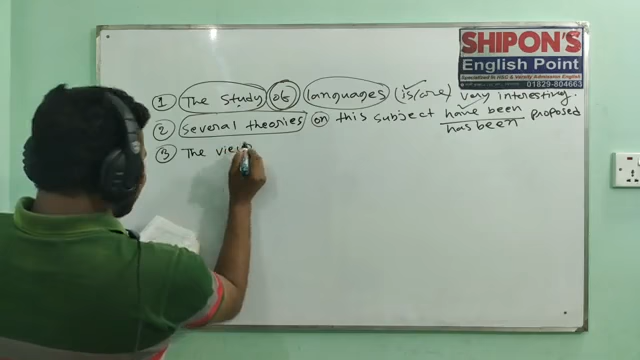 SHIPON'S
English Point
Specialized in HSC & Varsity Admission English
01829-804663
① The study of languages (is/are) very interesting.
② Several theories on this subject have been proposed
has been
③ The view